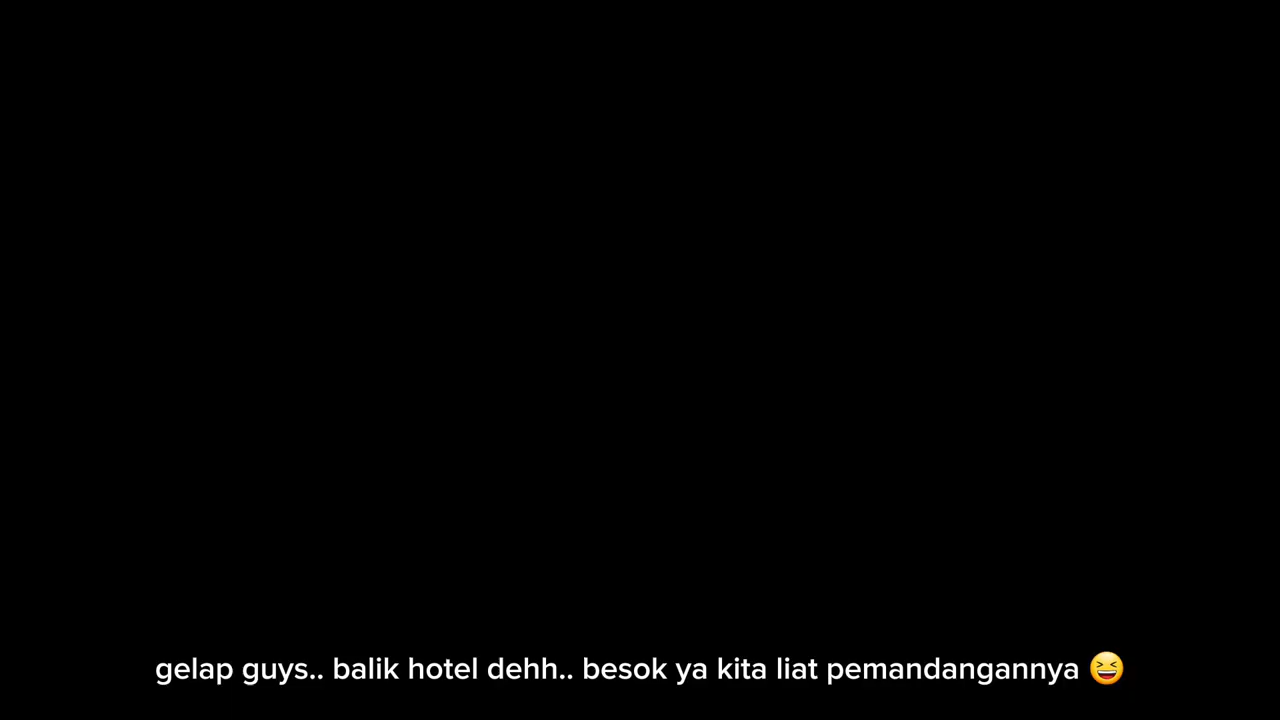 gelap guys.. balik hotel dehh.. besok ya kita liat pemandangannya 😆